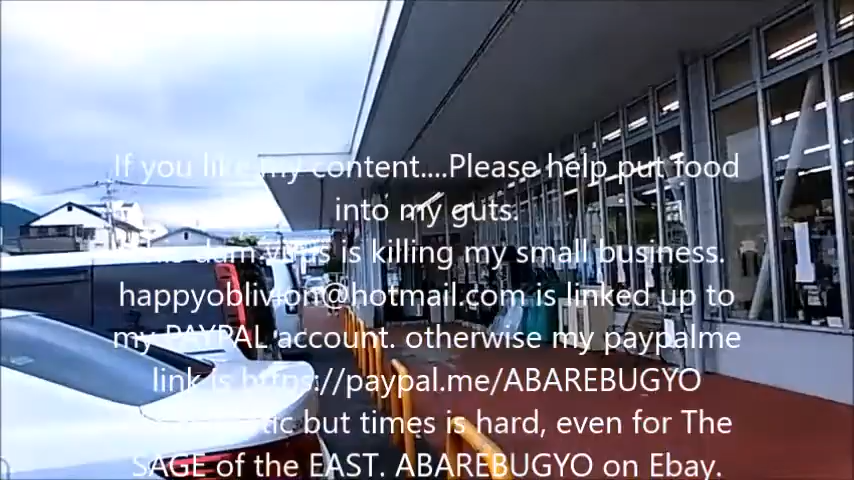 If you like my content....Please help put food
into my guts.
is killing my small business.
happyoblivion@hotmail.com is linked up to
my PAYPAL account. otherwise my paypalme
link is https://paypal.me/ABAREBUGYO
but times is hard, even for The
SAGE of the EAST. ABAREBUGYO on Ebay.